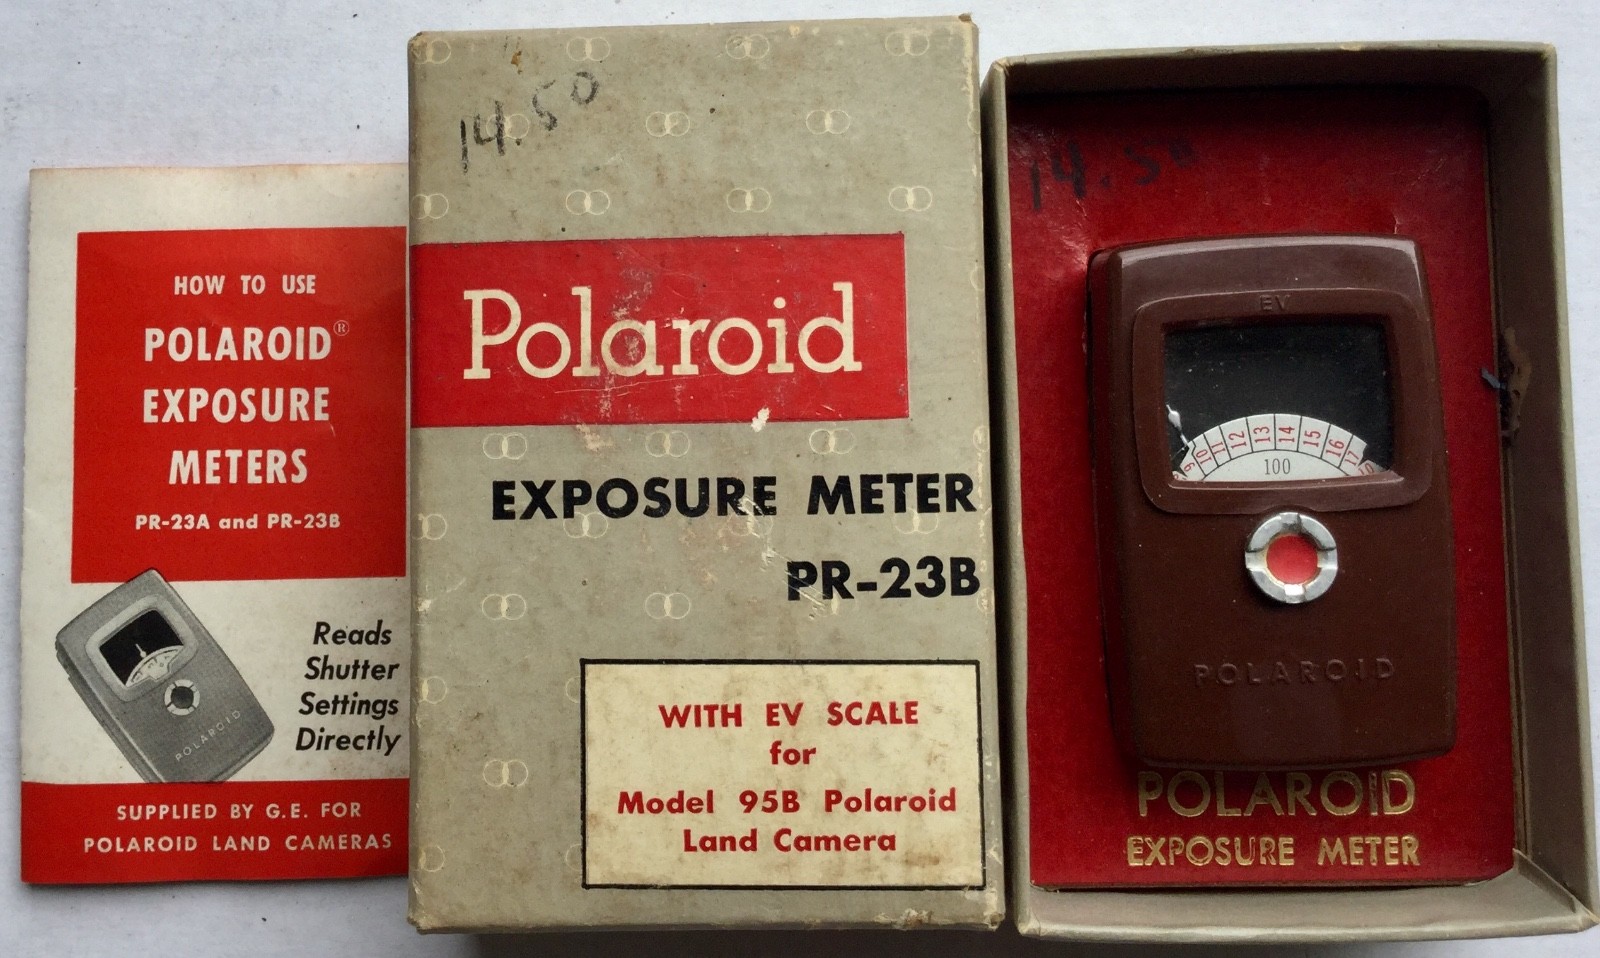 HOW TO USE
POLAROID®
EXPOSURE
METERS
PR-23A and PR-23B
POLAROID
Reads
Shutter
Settings
Directly
SUPPLIED BY G.E. FOR
POLAROID LAND CAMERAS
14.50
Polaroid
EXPOSURE METER
PR-23B
WITH EV SCALE
for
Model 95B Polaroid
Land Camera
14.50
EV
9 10 11 12 13 14 15 16 17
100
POLAROID
POLAROID
EXPOSURE METER